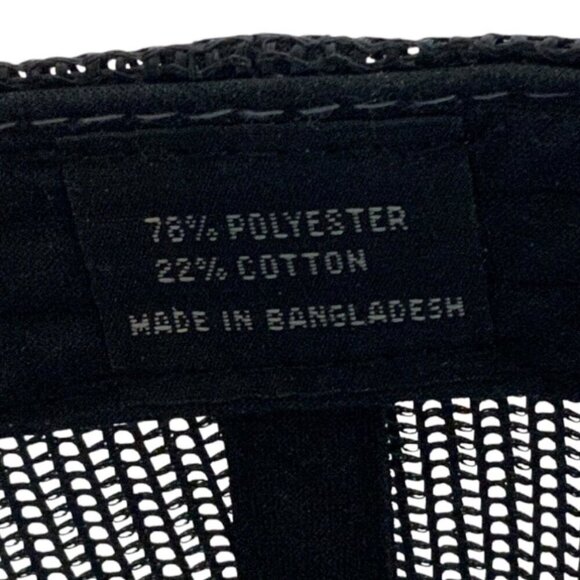 78% POLYESTER
22% COTTON
MADE IN BANGLADESH